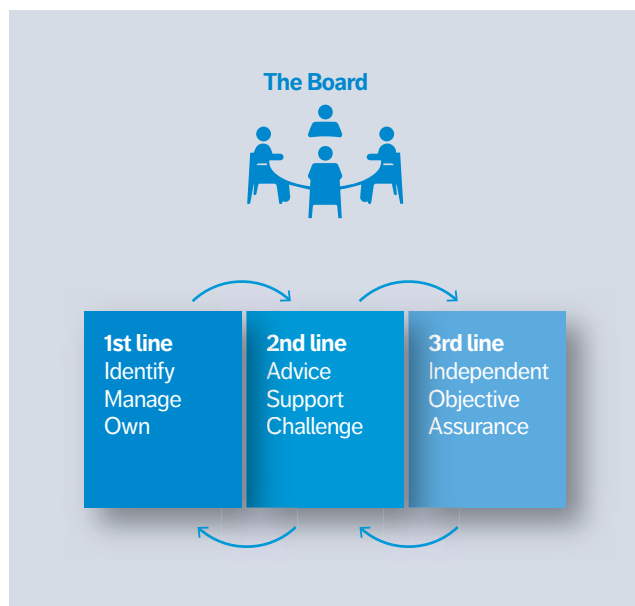 The Board
1st line
Identify
Manage
Own
2nd line
Advice
Support
Challenge
3rd line
Independent
Objective
Assurance